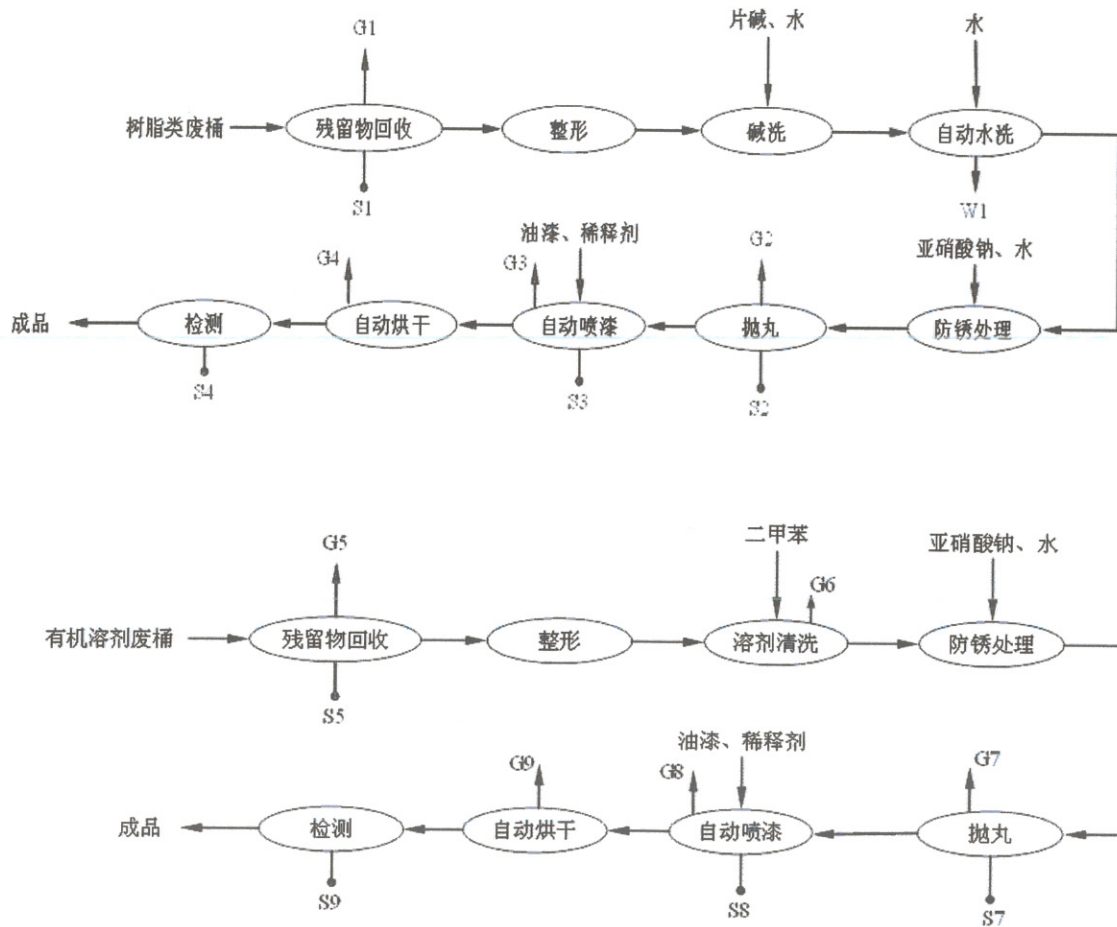 G1
片碱、水
水
树脂类废桶
残留物回收
整形
碱洗
自动水洗
S1
W1
油漆、稀释剂
G2
亚硝酸钠、水
G4
G3
成品
检测
自动烘干
自动喷漆
抛丸
防锈处理
S4
S3
S2
二甲苯
亚硝酸钠、水
G5
G6
有机溶剂废桶
残留物回收
整形
溶剂清洗
防锈处理
S5
油漆、稀释剂
G9
G8
G7
成品
检测
自动烘干
自动喷漆
抛丸
S9
S8
S7